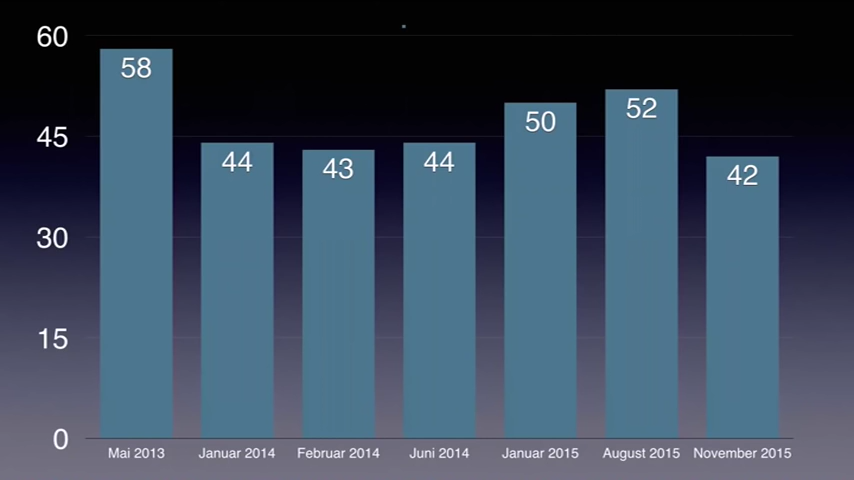 60
58
52
50
45
44
43
44
42
30
15
0
Mai 2013
Januar 2014
Februar 2014
Juni 2014
Januar 2015
August 2015
November 2015